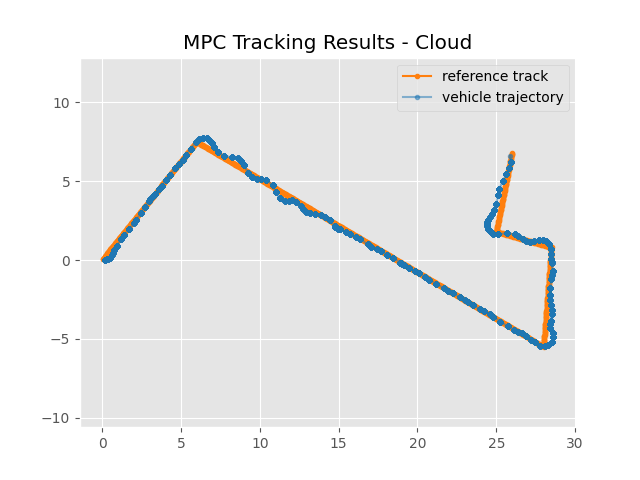 MPC Tracking Results - Cloud
reference track
vehicle trajectory
10
5
0
−5
−10
0 5 10 15 20 25 30